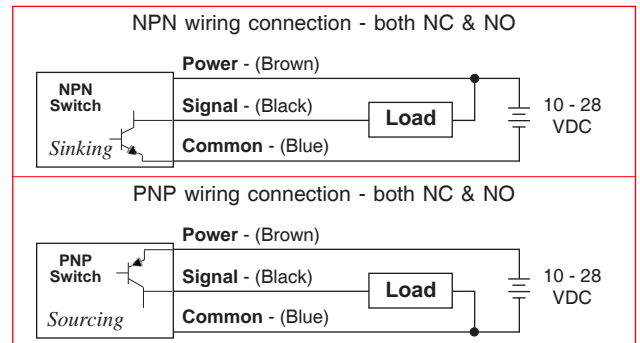 NPN wiring connection - both NC & NO
Power - (Brown)
NPN
Switch
Signal - (Black)
Load
10 - 28
VDC
Sinking
Common - (Blue)
PNP wiring connection - both NC & NO
Power - (Brown)
PNP
Switch
Signal - (Black)
Load
10 - 28
VDC
Sourcing
Common - (Blue)